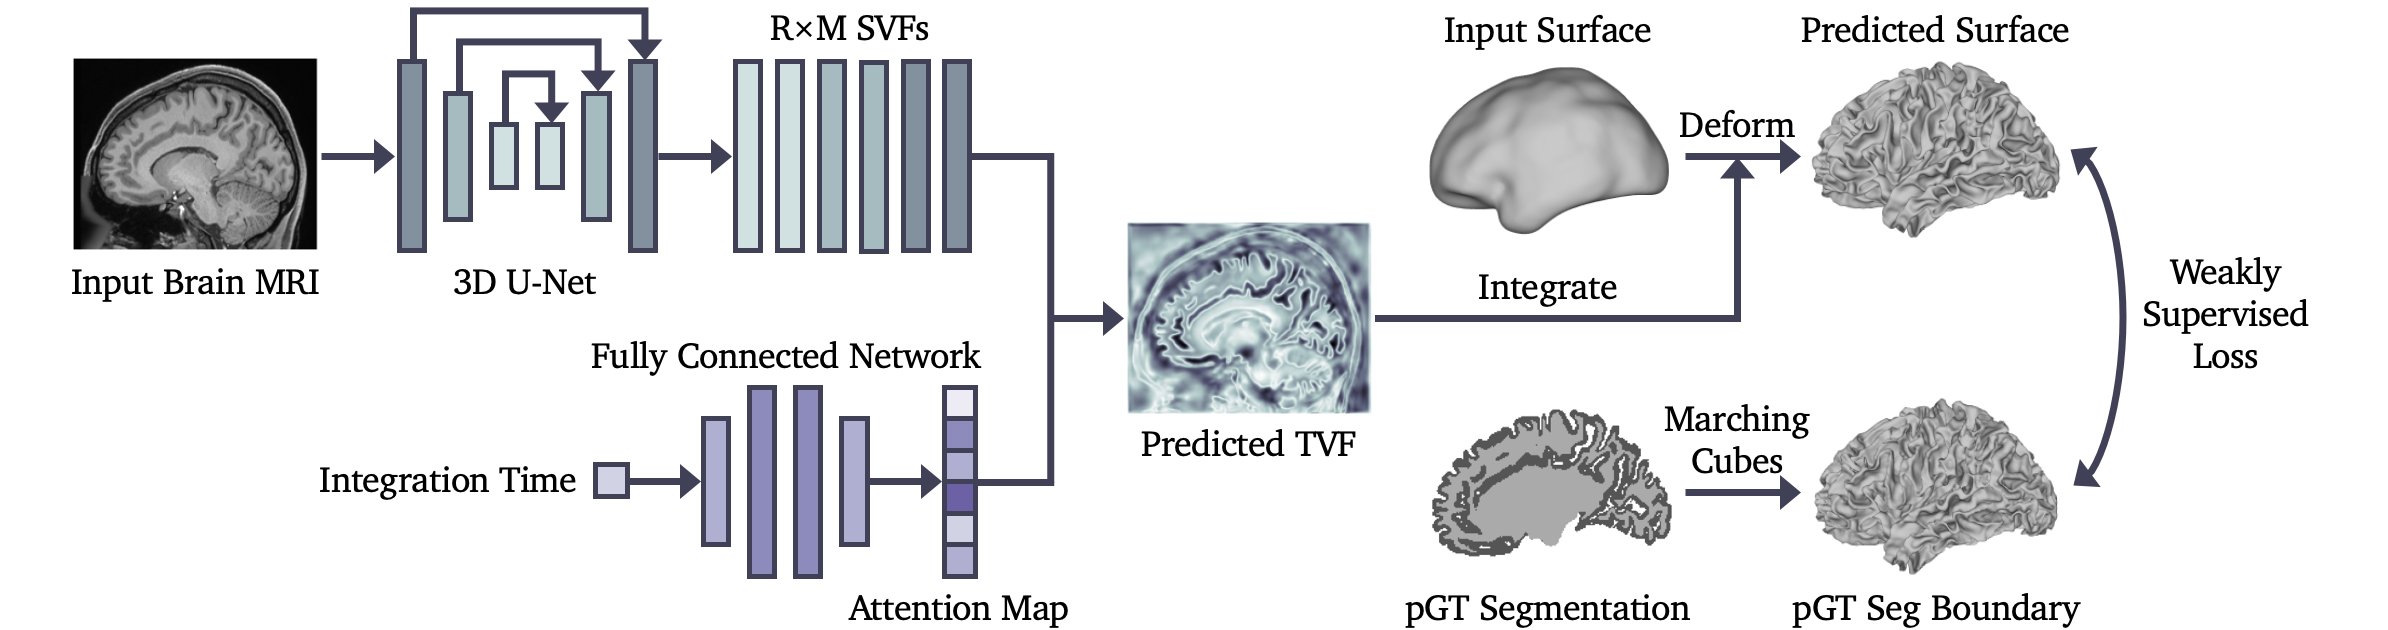 R×M SVFs
Input Surface
Predicted Surface
Deform
Input Brain MRI
3D U-Net
Integrate
Weakly
Supervised
Loss
Fully Connected Network
Predicted TVF
Marching
Cubes
Integration Time
Attention Map
pGT Segmentation
pGT Seg Boundary